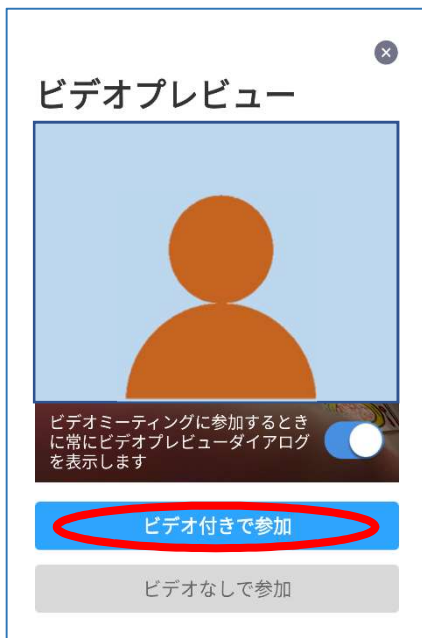 ビデオプレビュー
ビデオミーティングに参加するとき
に常にビデオプレビューダイアログ
を表示します
ビデオ付きで参加
ビデオなしで参加